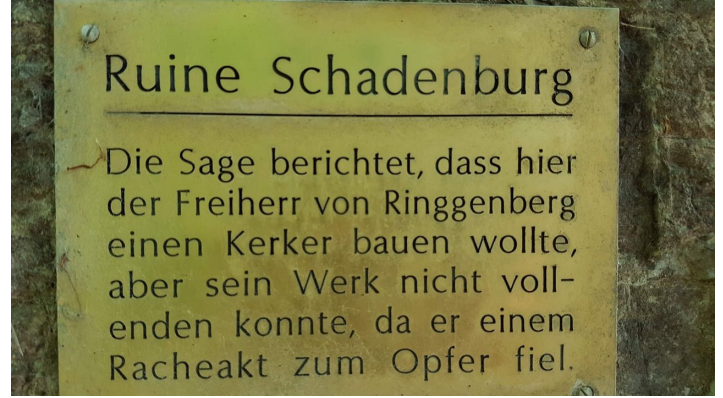 Ruine Schadenburg
Die Sage berichtet, dass hier
der Freiherr von Ringgenberg
einen Kerker bauen wollte,
aber sein Werk nicht voll-
enden konnte, da er einem
Racheakt zum Opfer fiel.